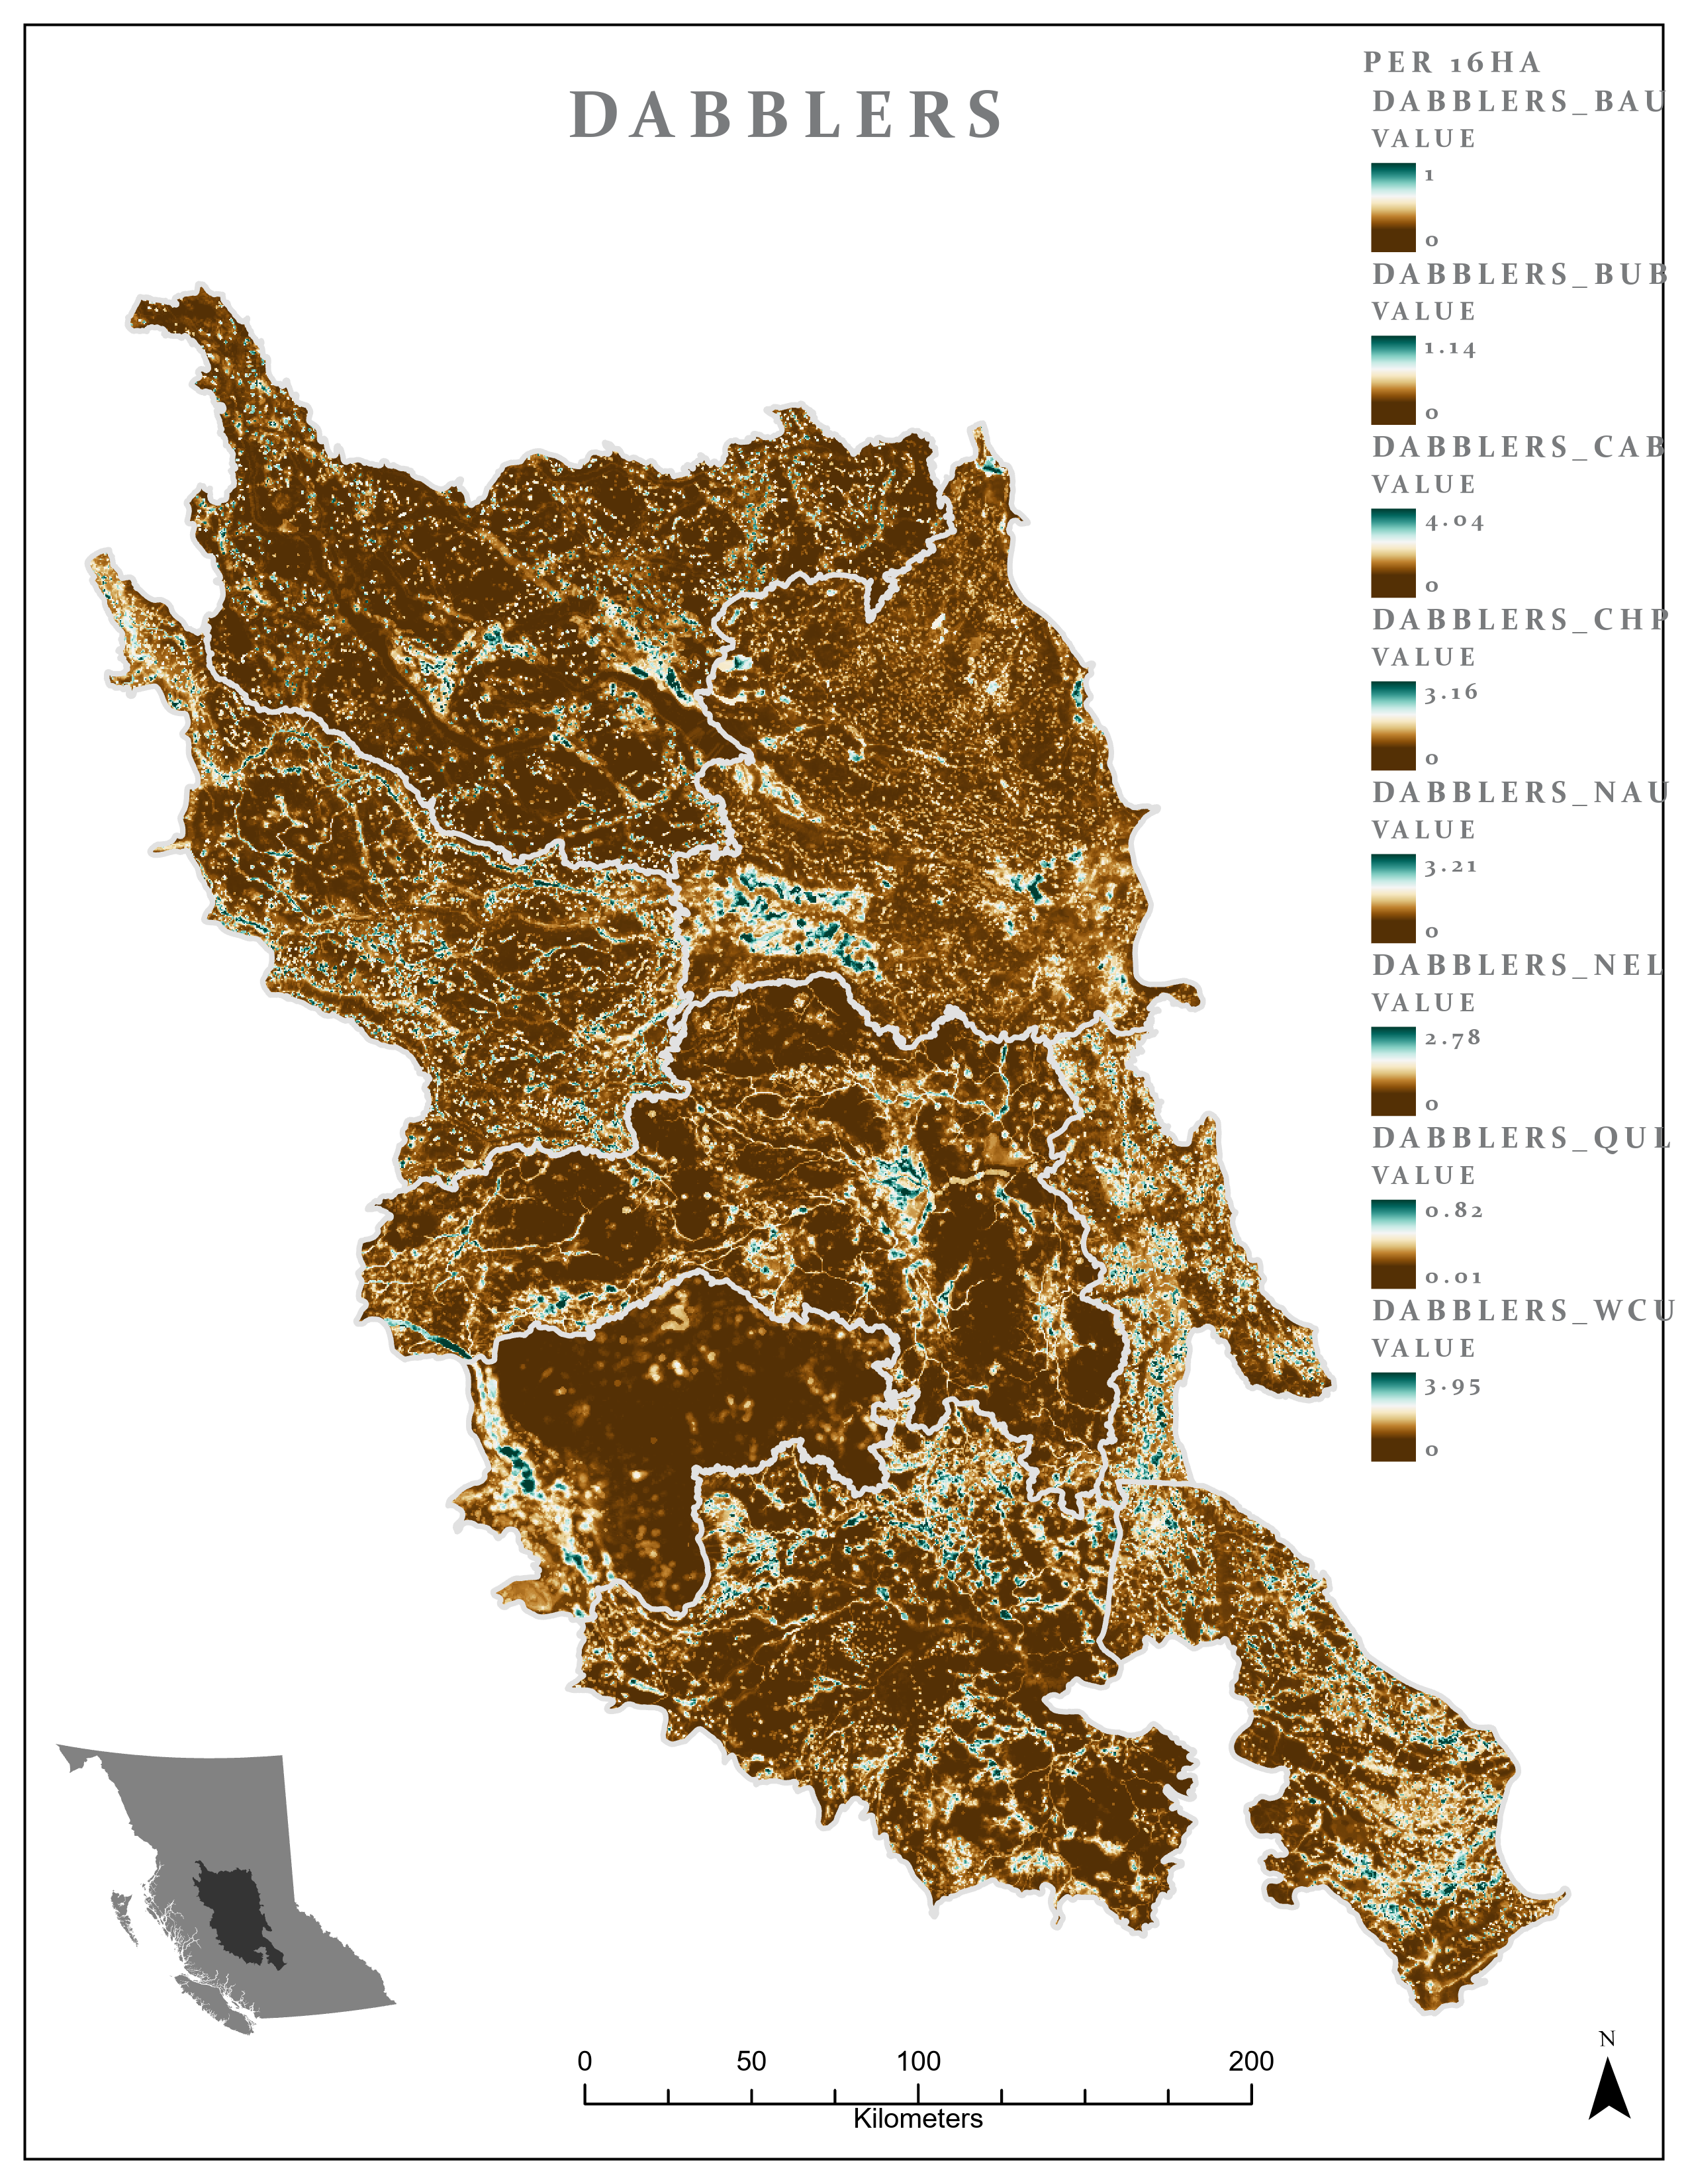 DABBLERS
PER 16HA
DABBLERS_BAU
VALUE
1
0
DABBLERS_BUB
VALUE
1.14
0
DABBLERS_CAB
VALUE
4.04
0
DABBLERS_CHP
VALUE
3.16
0
DABBLERS_NAU
VALUE
3.21
0
DABBLERS_NEL
VALUE
2.78
0
DABBLERS_QUL
VALUE
0.82
0.01
DABBLERS_WCU
VALUE
3.95
0
0 50 100 200
Kilometers
N